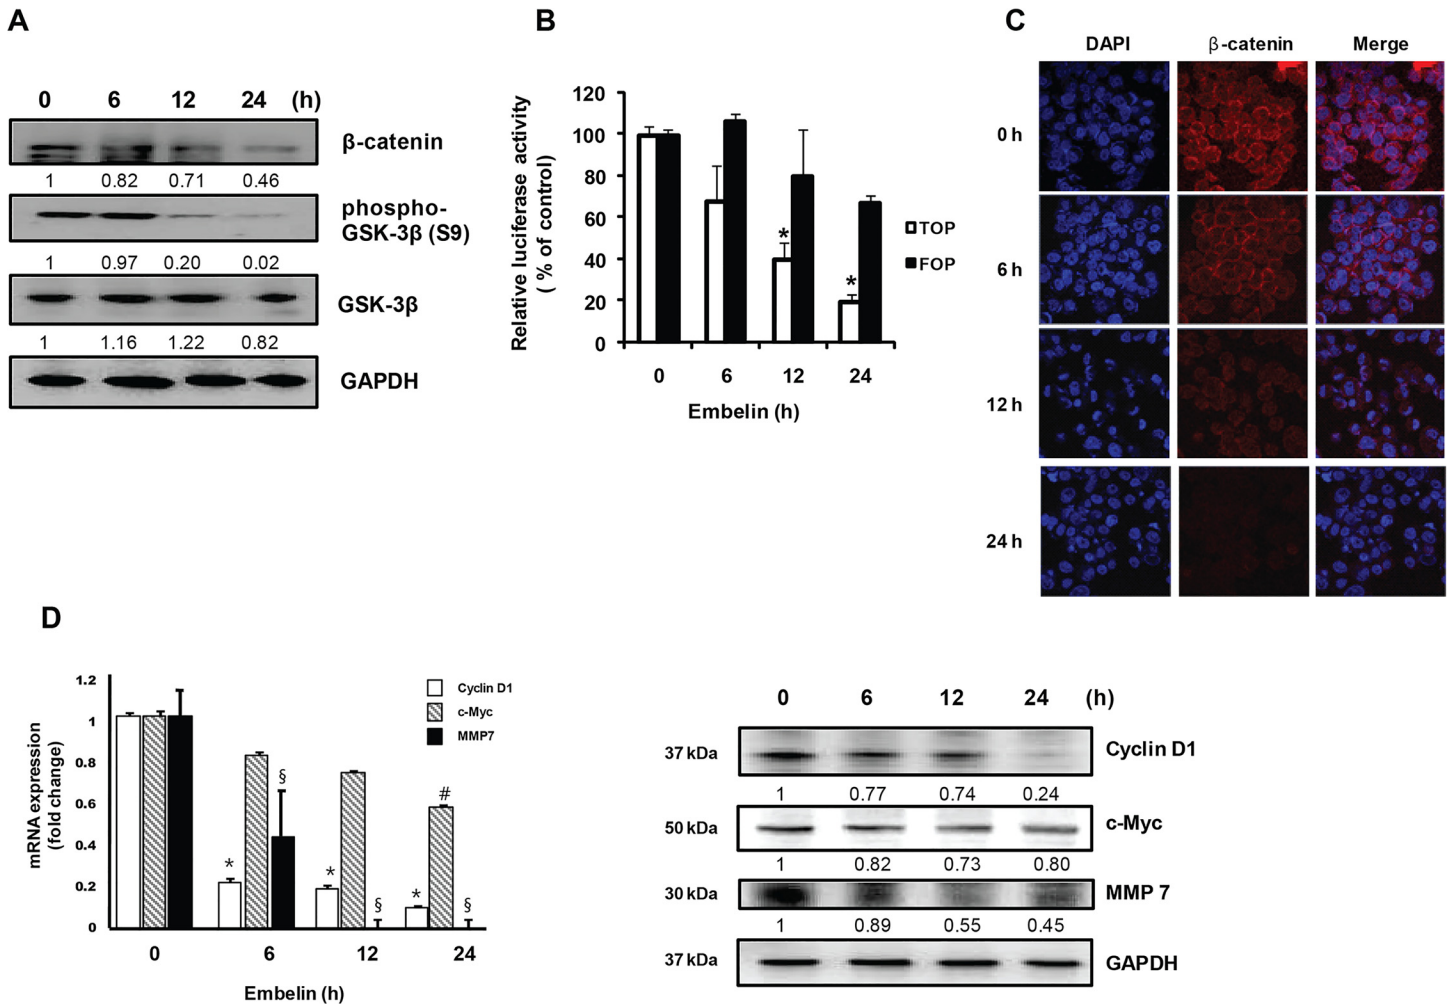 A
0 6 12 24 (h)
β-catenin
1 0.82 0.71 0.46
phospho-
GSK-3β (S9)
1 0.97 0.20 0.02
GSK-3β
1 1.16 1.22 0.82
GAPDH
B
Relative luciferase activity
( % of control)
120
100
80
60
40
20
0
*
*
TOP
FOP
0 6 12 24
Embelin (h)
C
DAPI β-catenin Merge
0 h
6 h
12 h
24 h
D
mRNA expression
(fold change)
1.2
1
0.8
0.6
0.4
0.2
0
Cyclin D1
c-Myc
MMP7
* § * § * # §
0 6 12 24
Embelin (h)
0 6 12 24 (h)
37 kDa Cyclin D1
1 0.77 0.74 0.24
50 kDa c-Myc
1 0.82 0.73 0.80
30 kDa MMP 7
1 0.89 0.55 0.45
37 kDa GAPDH